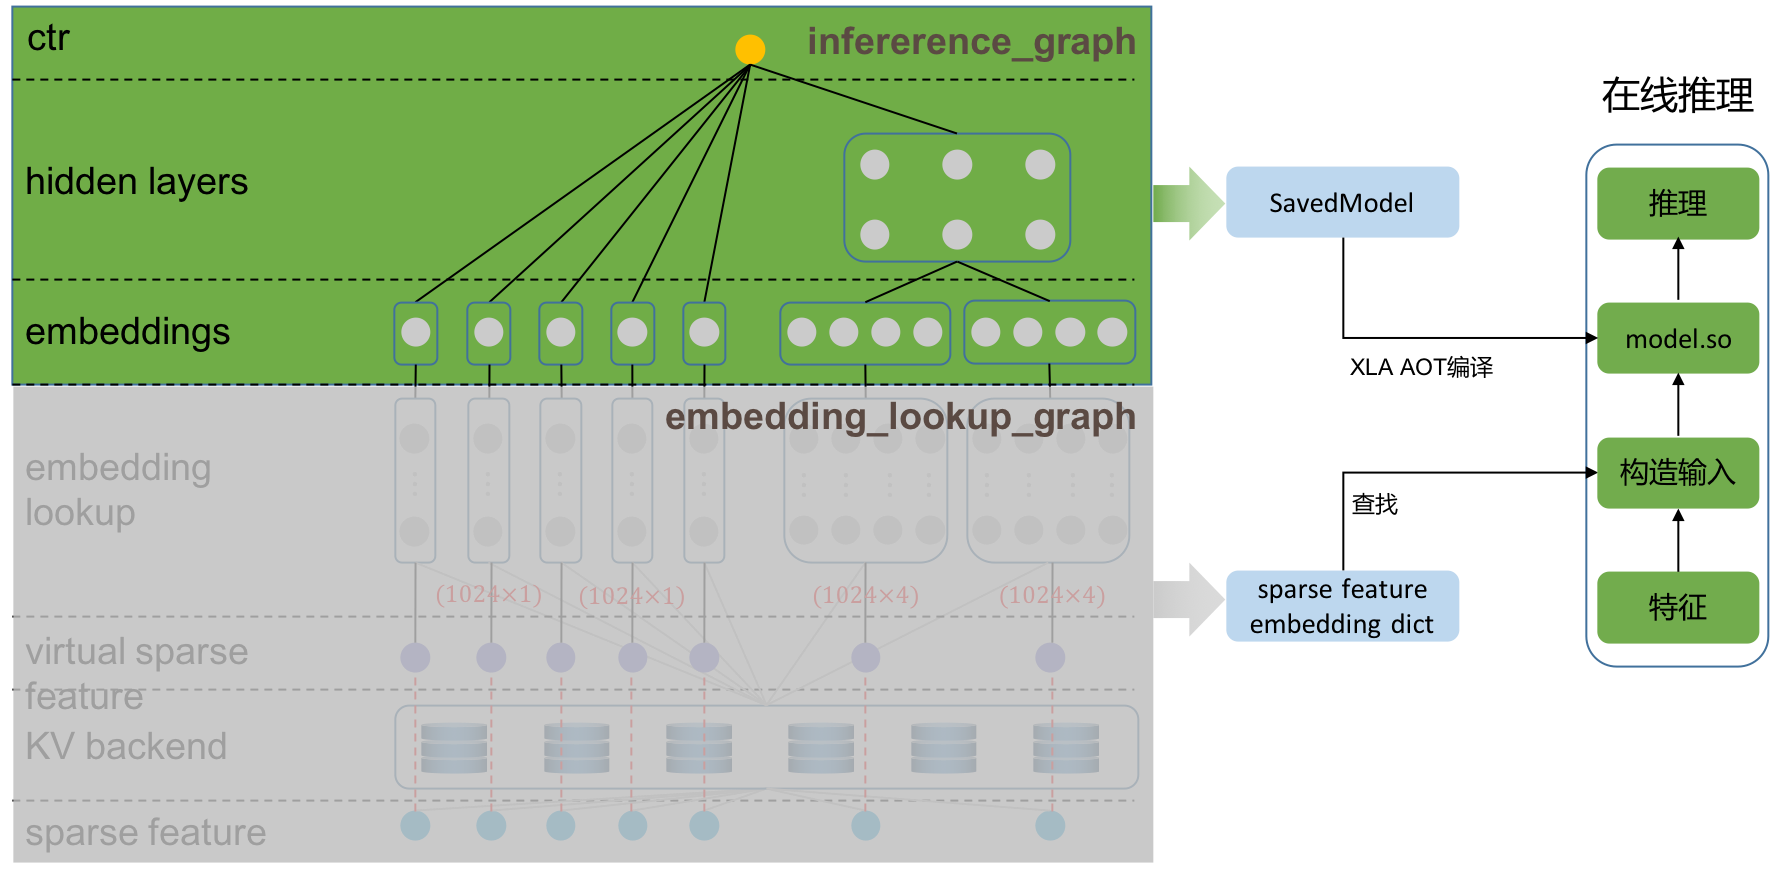 ctr
infererence_graph
hidden layers
embeddings
embedding_lookup_graph
embedding
lookup
(1024×1)
(1024×1)
(1024×4)
(1024×4)
virtual sparse
feature
KV backend
sparse feature
SavedModel
XLA AOT编译
查找
sparse feature
embedding dict
在线推理
推理
model.so
构造输入
特征